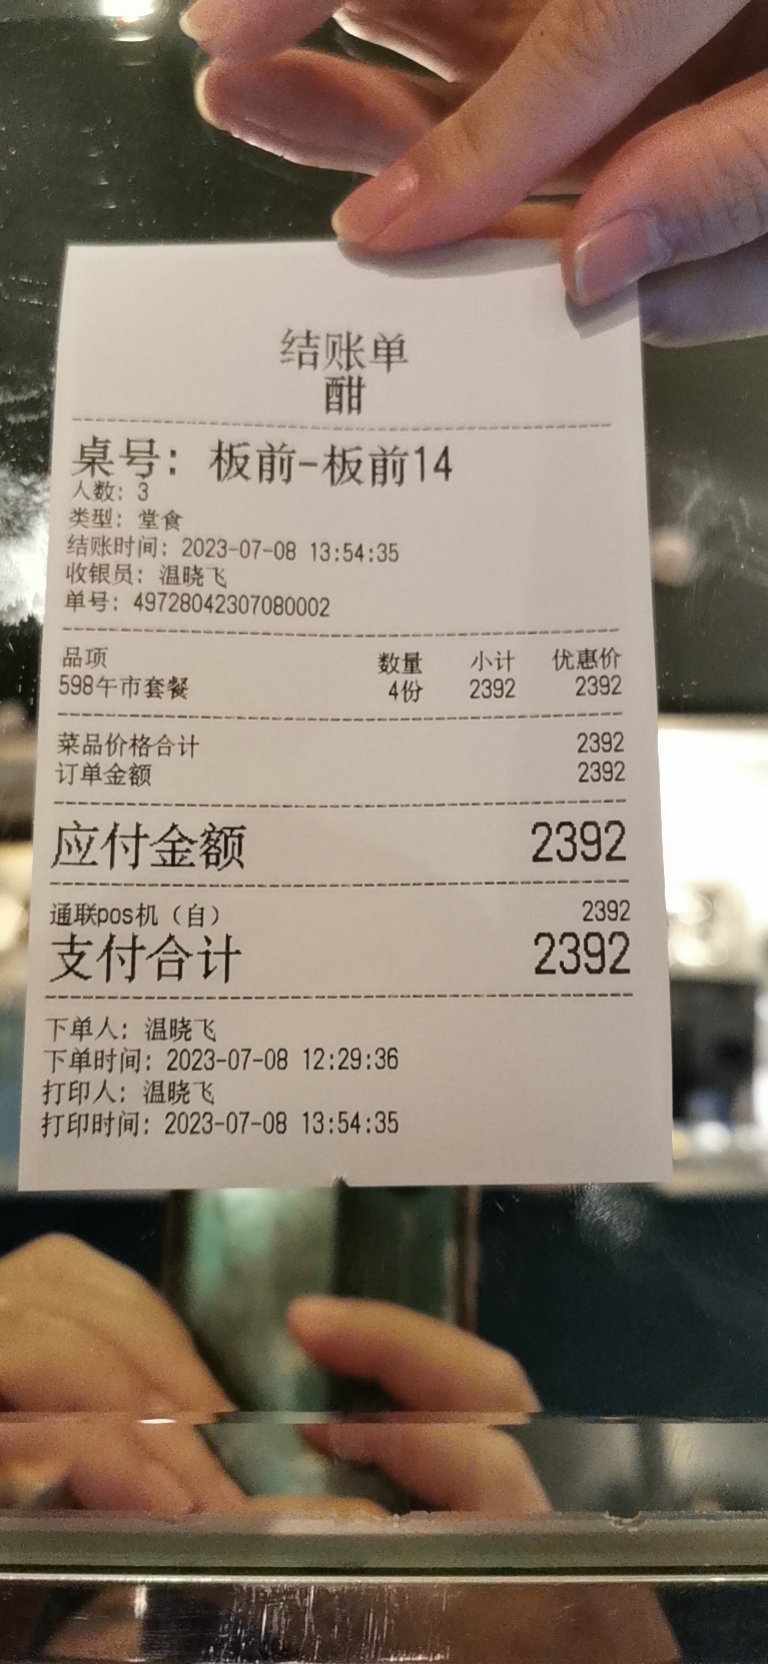 结账单
酣
桌号: 板前-板前14
人数: 3
类型: 堂食
结账时间: 2023-07-08 13:54:35
收银员: 温晓飞
单号: 49728042307080002
品项 数量 小计 优惠价
598午市套餐 4份 2392 2392
菜品价格合计 2392
订单金额 2392
应付金额 2392
通联pos机（自） 2392
支付合计 2392
下单人: 温晓飞
下单时间: 2023-07-08 12:29:36
打印人: 温晓飞
打印时间: 2023-07-08 13:54:35